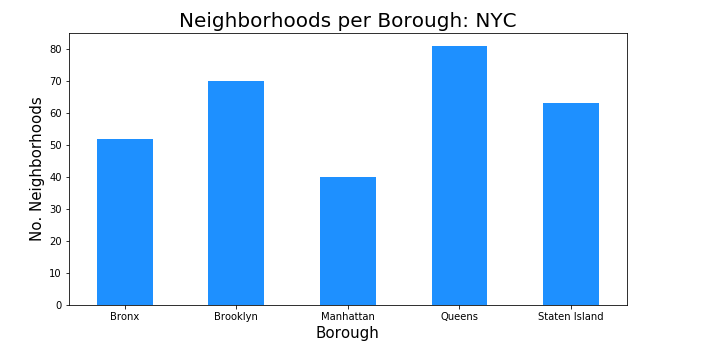 Neighborhoods per Borough: NYC
No. Neighborhoods
80
70
60
50
40
30
20
10
0
Bronx Brooklyn Manhattan Queens Staten Island
Borough